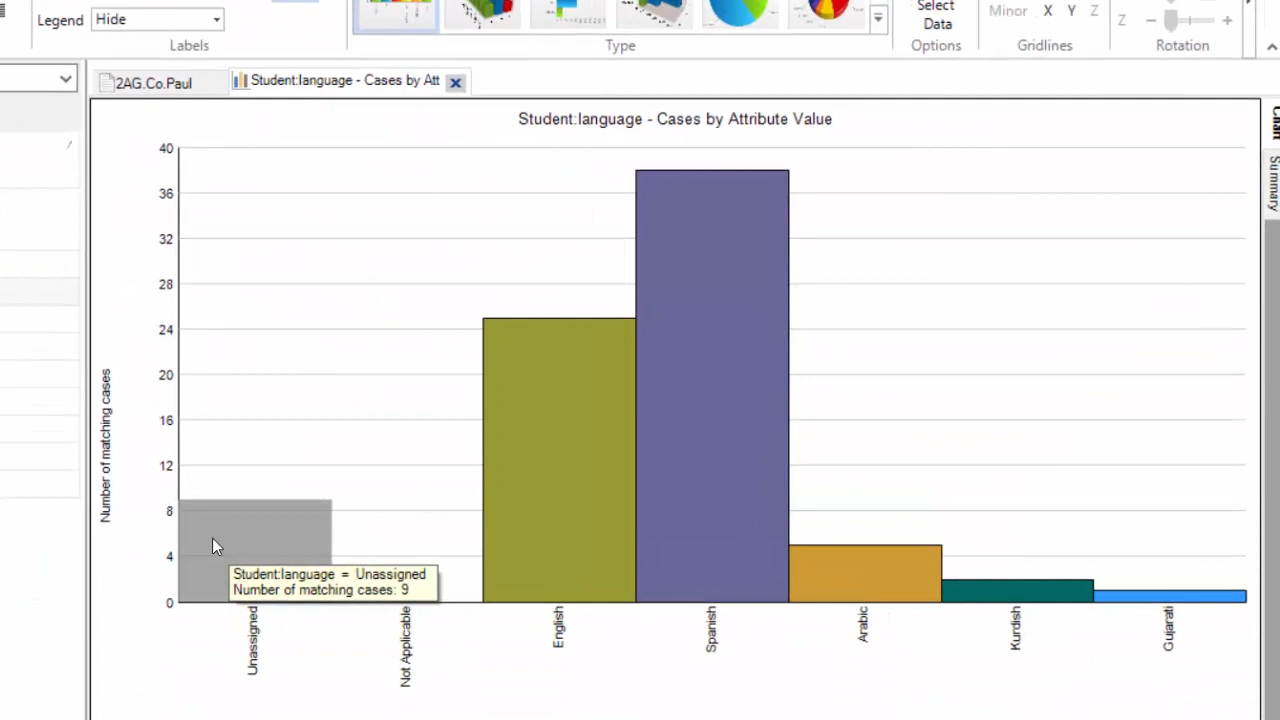 Legend Hide
Labels
Type
Select
Data
Options
Minor X Y Z
Gridlines
Z
Rotation
2AG.Co.Paul
Student:language - Cases by Att
Student:language - Cases by Attribute Value
Summary
Number of matching cases
40
36
32
28
24
20
16
12
8
4
0
Student:language = Unassigned
Number of matching cases: 9
Unassigned
Not Applicable
English
Spanish
Arabic
Kurdish
Gujarati